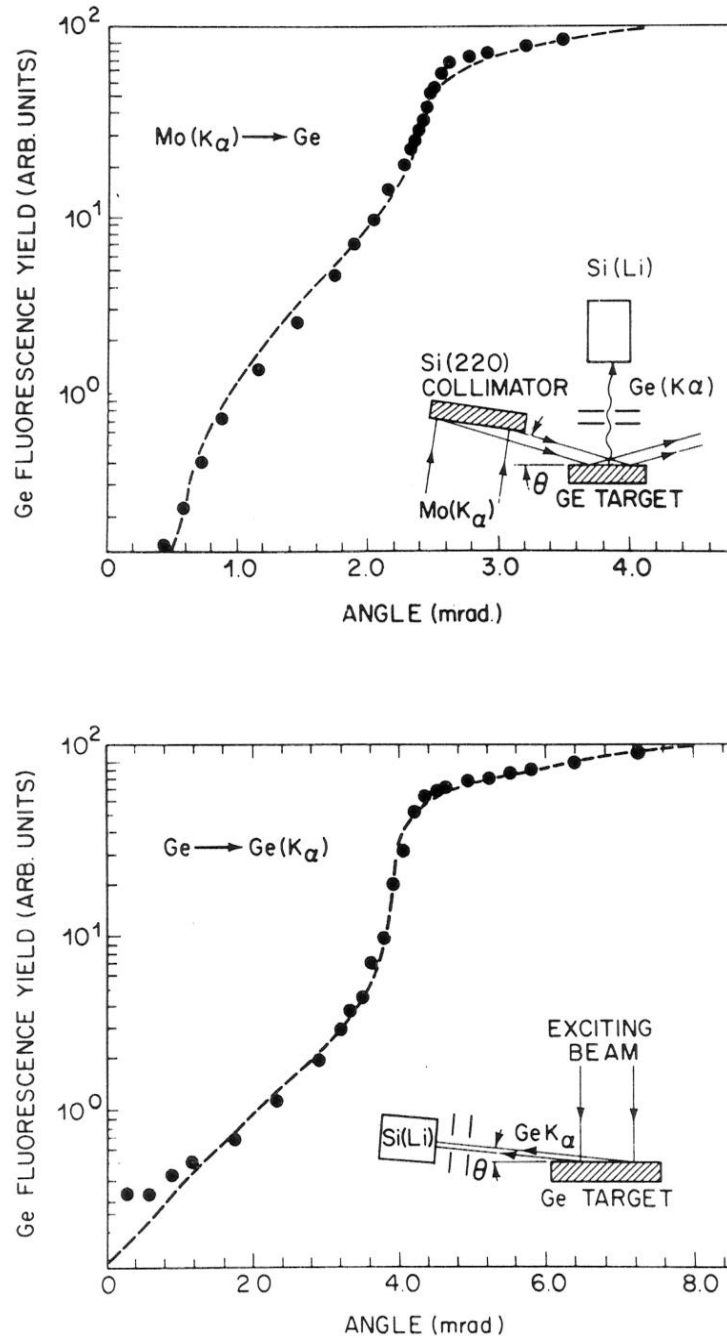 10²
10¹
10⁰
Ge FLUORESCENCE YIELD (ARB. UNITS)
Mo(Kα) → Ge
Si(Li)
Si(220)
COLLIMATOR
Ge(Kα)
Mo(Kα)
θ
GE TARGET
0 1.0 2.0 3.0 4.0
ANGLE (mrad.)
10²
10¹
10⁰
Ge FLUORESCENCE YIELD (ARB. UNITS)
Ge → Ge(Kα)
EXCITING
BEAM
Si(Li)
GeKα
θ
Ge TARGET
0 2 0 4.0 6.0 8.0
ANGLE (mrad)